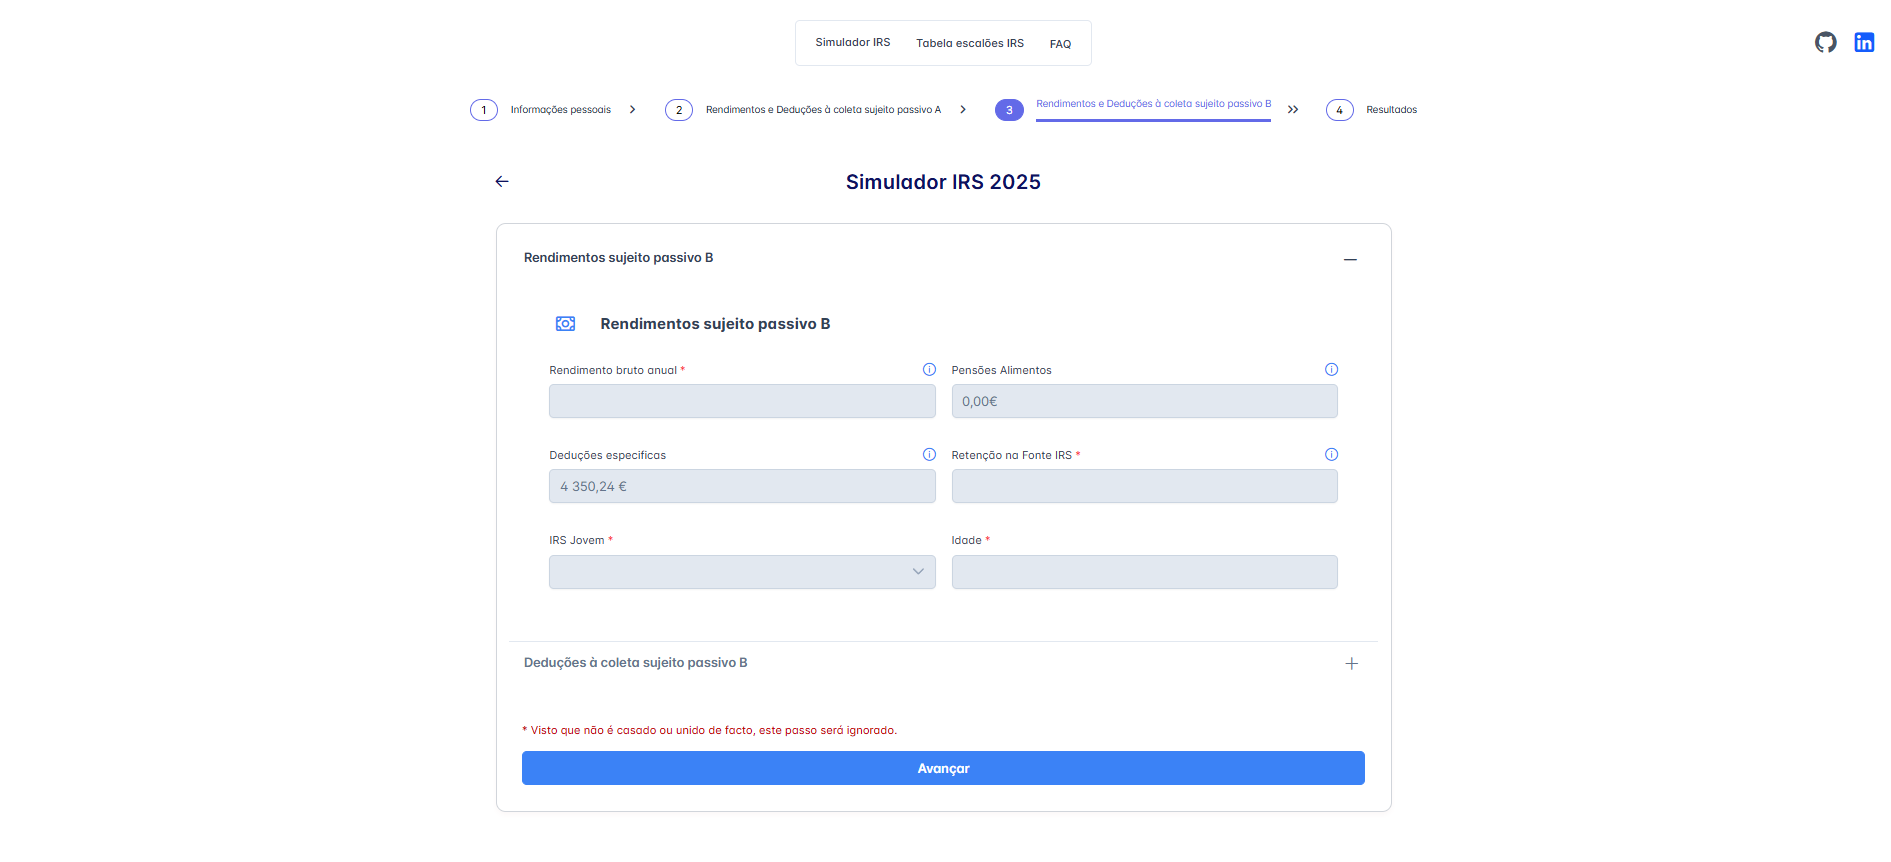 Simulador IRS
Tabela escalões IRS
FAQ
1 Informações pessoais
2 Rendimentos e Deduções à coleta sujeito passivo A
3 Rendimentos e Deduções à coleta sujeito passivo B
4 Resultados
Simulador IRS 2025
Rendimentos sujeito passivo B
Rendimentos sujeito passivo B
Rendimento bruto anual *
Pensões Alimentos
0,00€
Deduções especificas
Retenção na Fonte IRS *
4 350,24 €
IRS Jovem *
Idade *
Deduções à coleta sujeito passivo B
* Visto que não é casado ou unido de facto, este passo será ignorado.
Avançar